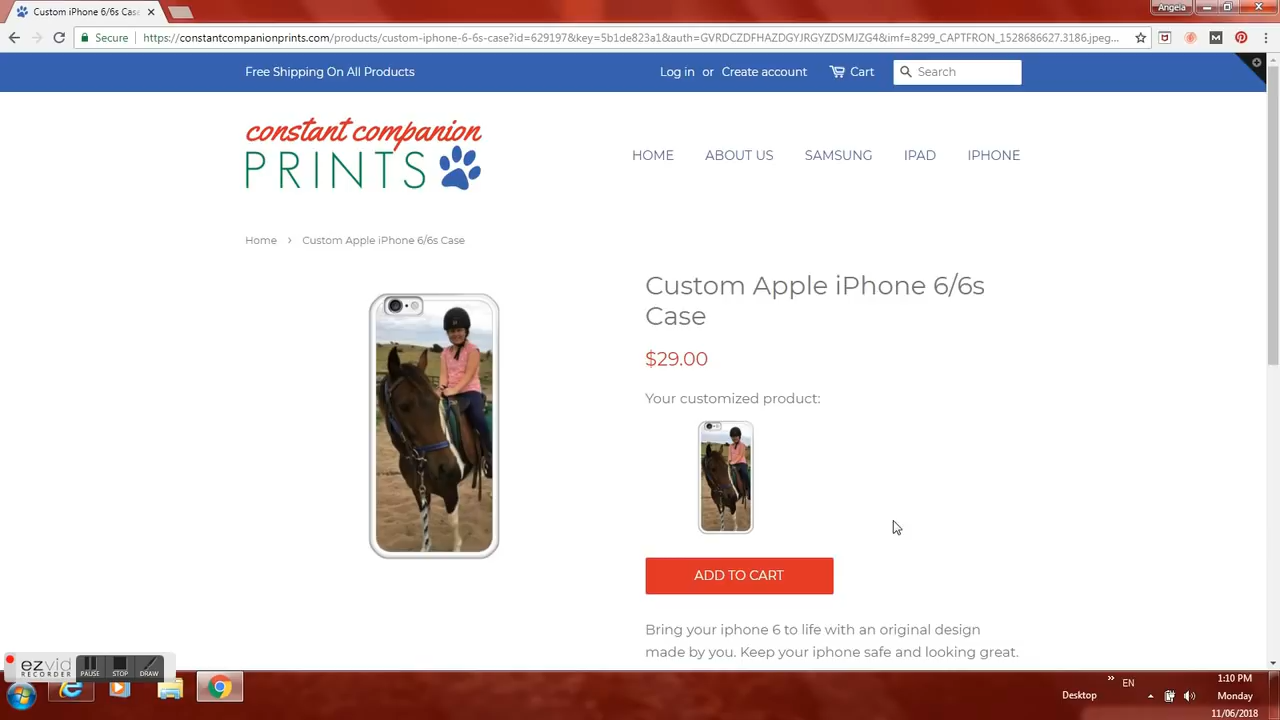 Custom iPhone 6/6s Case
Angela
Secure
https://constantcompanionprints.com/products/custom-iphone-6-6s-case?id=629197&key=5b1de823a1&auth=GVRDCZDFHAZDGYJRGYZDSMJZG4&imf=8299_CAPTFRON_1528686627.3186.jpeg...
Free Shipping On All Products
Log in or Create account
Cart
Search
constant companion
PRINTS
HOME
ABOUT US
SAMSUNG
IPAD
IPHONE
Home › Custom Apple iPhone 6/6s Case
Custom Apple iPhone 6/6s
Case
$29.00
Your customized product:
ADD TO CART
Bring your iphone 6 to life with an original design
made by you. Keep your iphone safe and looking great.
ezvid
RECORDER
PAUSE
STOP
DRAW
Desktop
EN
1:10 PM
Monday
11/06/2018